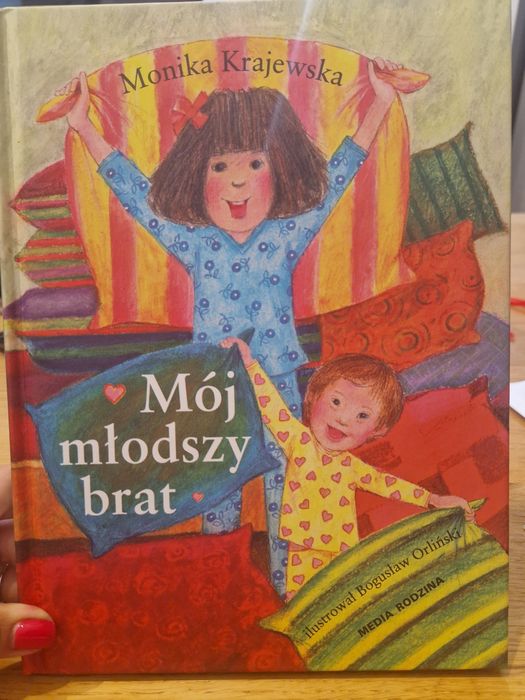 Monika Krajewska
Mój
młodszy
brat
ilustrował Bogusław Orliński
MEDIA RODZINA